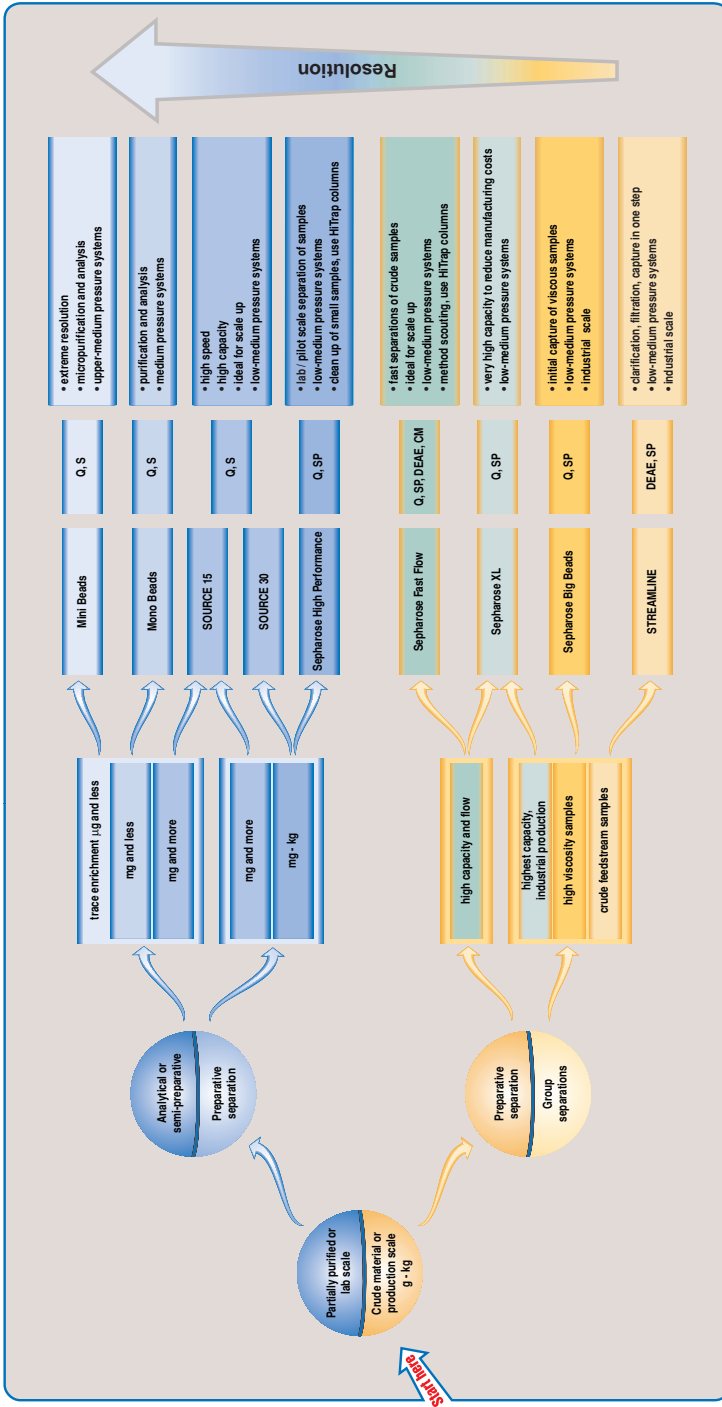 Start here
Partially purified or
lab scale
Crude material or
production scale
g - kg
Analytical or
semi-preparative
Preparative
separation
Preparative
separation
Group
separations
trace enrichment µg and less
mg and less
mg and more
mg and more
mg - kg
high capacity and flow
highest capacity,
industrial production
high viscosity samples
crude feedstream samples
Mini Beads
Q, S
• extreme resolution
• micropurification and analysis
• upper-medium pressure systems
Mono Beads
Q, S
• purification and analysis
• medium pressure systems
SOURCE 15
SOURCE 30
Q, S
• high speed
• high capacity
• ideal for scale up
• low-medium pressure systems
Sepharose High Performance
Q, SP
• lab / pilot scale separation of samples
• low-medium pressure systems
• clean up of small samples, use HiTrap columns
Sepharose Fast Flow
Q, SP, DEAE, CM
• fast separations of crude samples
• ideal for scale up
• low-medium pressure systems
• method scouting, use HiTrap columns
Sepharose XL
Q, SP
• very high capacity to reduce manufacturing costs
• low-medium pressure systems
Sepharose Big Beads
Q, SP
• initial capture of viscous samples
• low-medium pressure systems
• industrial scale
STREAMLINE
DEAE, SP
• clarification, filtration, capture in one step
• low-medium pressure systems
• industrial scale
Resolution